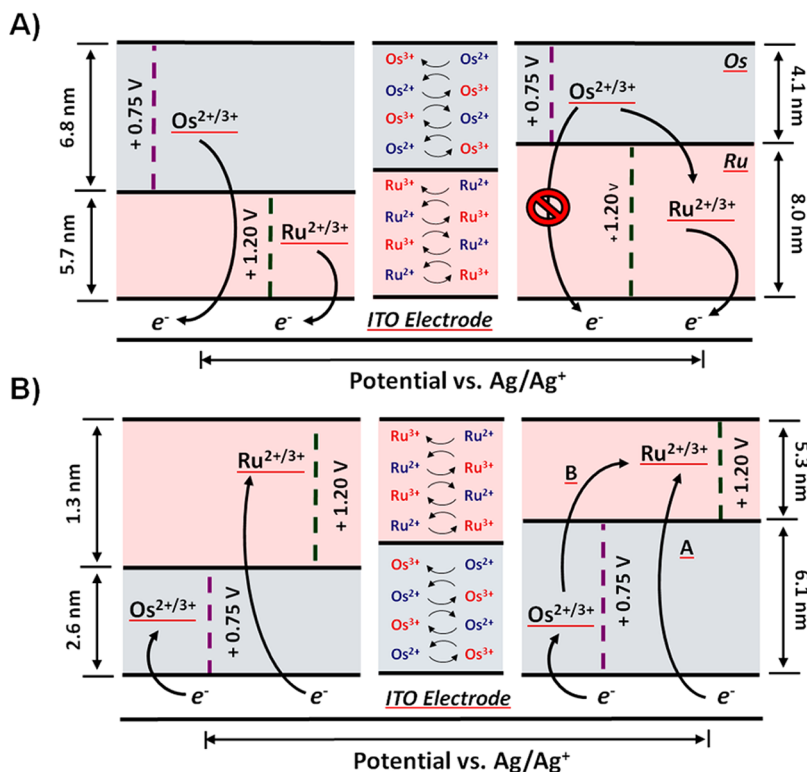 A)
6.8 nm
5.7 nm
+ 0.75 V
Os2+/3+
+ 1.20 V
Ru2+/3+
e-
e-
Os3+ Os2+
Os2+ Os3+
Os3+ Os2+
Os2+ Os3+
Ru3+ Ru2+
Ru2+ Ru3+
Ru3+ Ru2+
Ru2+ Ru3+
ITO Electrode
+ 0.75 V
Os2+/3+
Os
Ru
+ 1.20 V
Ru2+/3+
e-
e-
4.1 nm
8.0 nm
Potential vs. Ag/Ag+
B)
1.3 nm
2.6 nm
Ru2+/3+
+ 1.20 V
Os2+/3+
+ 0.75 V
e-
e-
Ru3+ Ru2+
Ru2+ Ru3+
Ru3+ Ru2+
Ru2+ Ru3+
Os3+ Os2+
Os2+ Os3+
Os3+ Os2+
Os2+ Os3+
ITO Electrode
B
Ru2+/3+
+ 1.20 V
A
Os2+/3+
+ 0.75 V
e-
e-
5.3 nm
6.1 nm
Potential vs. Ag/Ag+